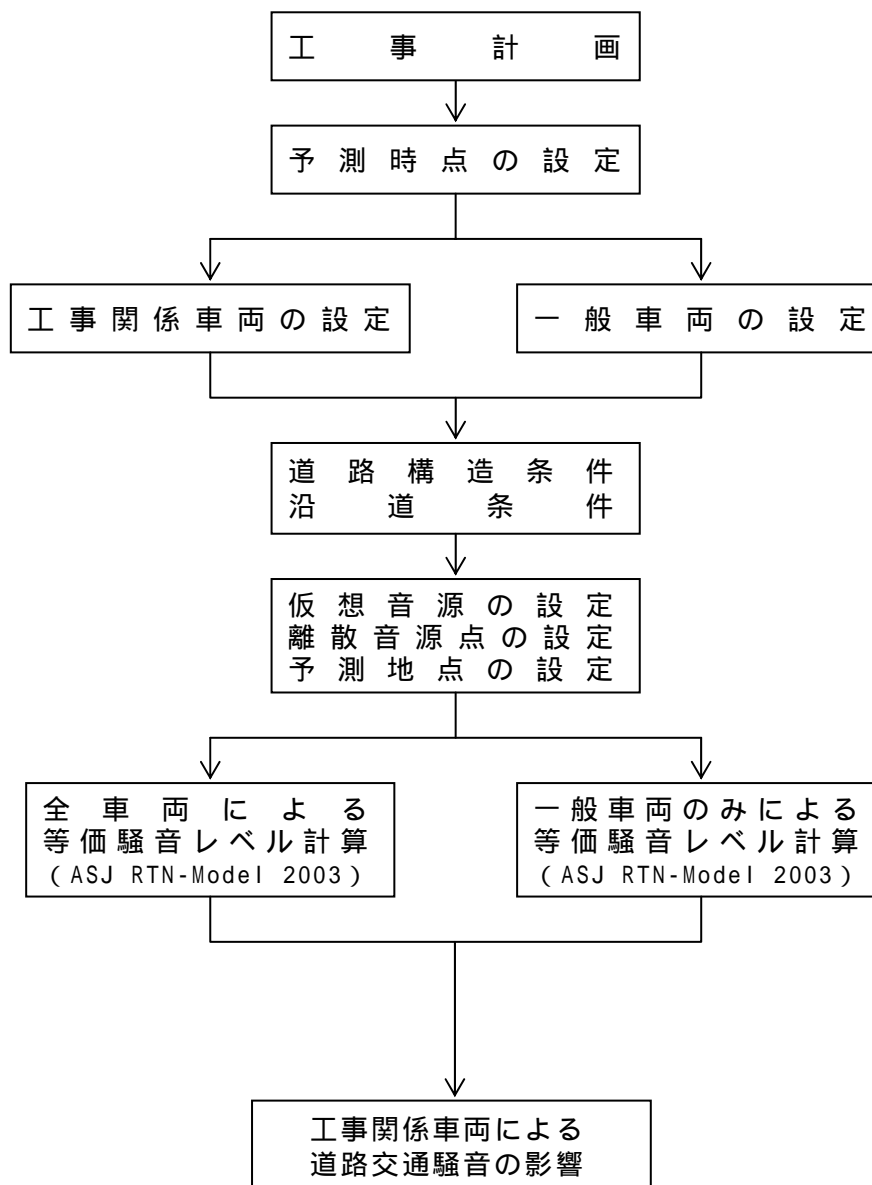 工事計画
予測時点の設定
工事関係車両の設定
一般車両の設定
道路構造条件
沿道条件
仮想音源の設定
離散音源点の設定
予測地点の設定
全車両による
等価騒音レベル計算
（ASJ RTN-Model 2003）
一般車両のみによる
等価騒音レベル計算
（ASJ RTN-Model 2003）
工事関係車両による
道路交通騒音の影響